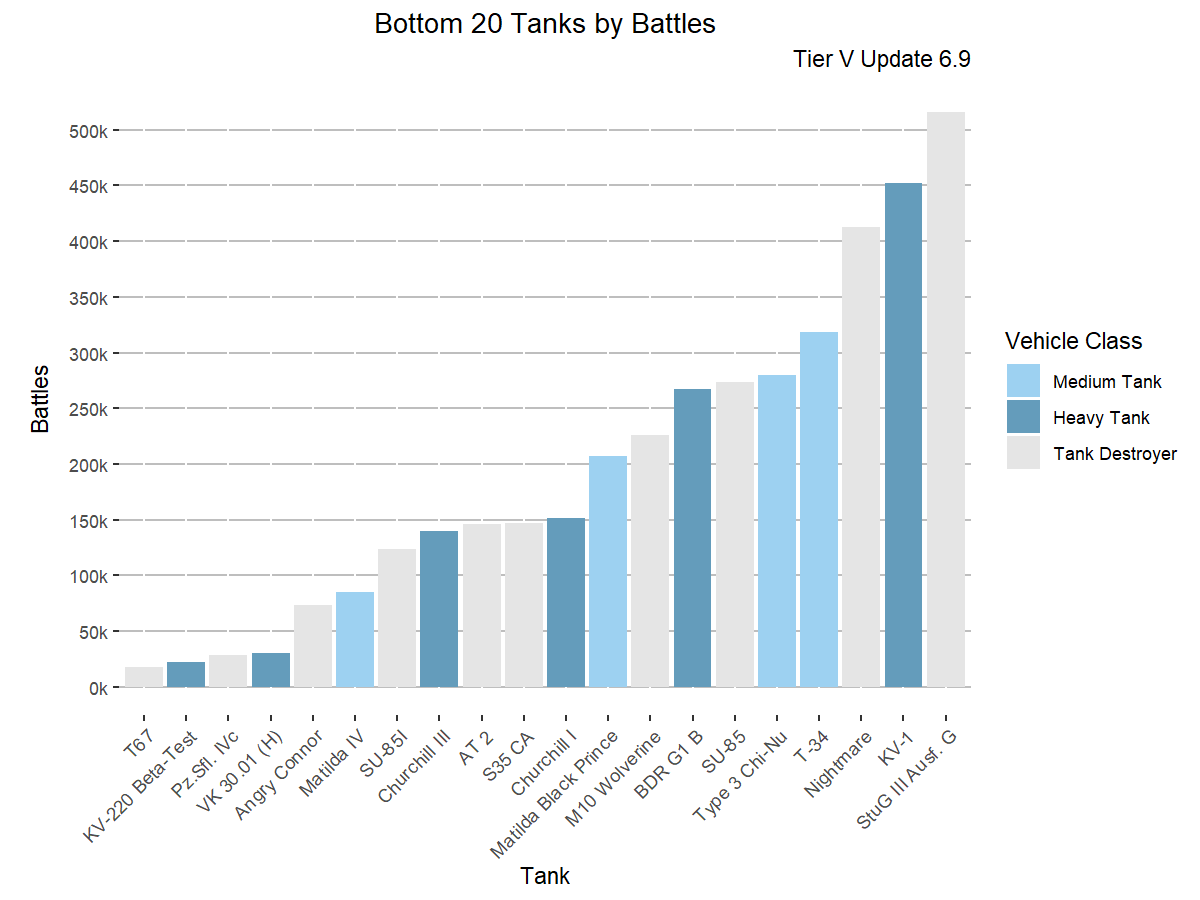 Bottom 20 Tanks by Battles
Tier V Update 6.9
500k
450k
400k
350k
300k
250k
200k
150k
100k
50k
0k
Battles
T67
KV-220 Beta-Test
Pz.Sfl. IVc
VK 30.01 (H)
Angry Connor
Matilda IV
SU-85I
Churchill III
AT 2
S35 CA
Churchill I
Matilda Black Prince
M10 Wolverine
BDR G1 B
SU-85
Type 3 Chi-Nu
T-34
Nightmare
KV-1
StuG III Ausf. G
Tank
Vehicle Class
Medium Tank
Heavy Tank
Tank Destroyer